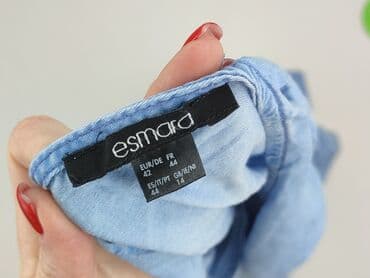 esmara
EUR/DE FR
42 44
ES/IT/PT GB/IE/NI
44 14